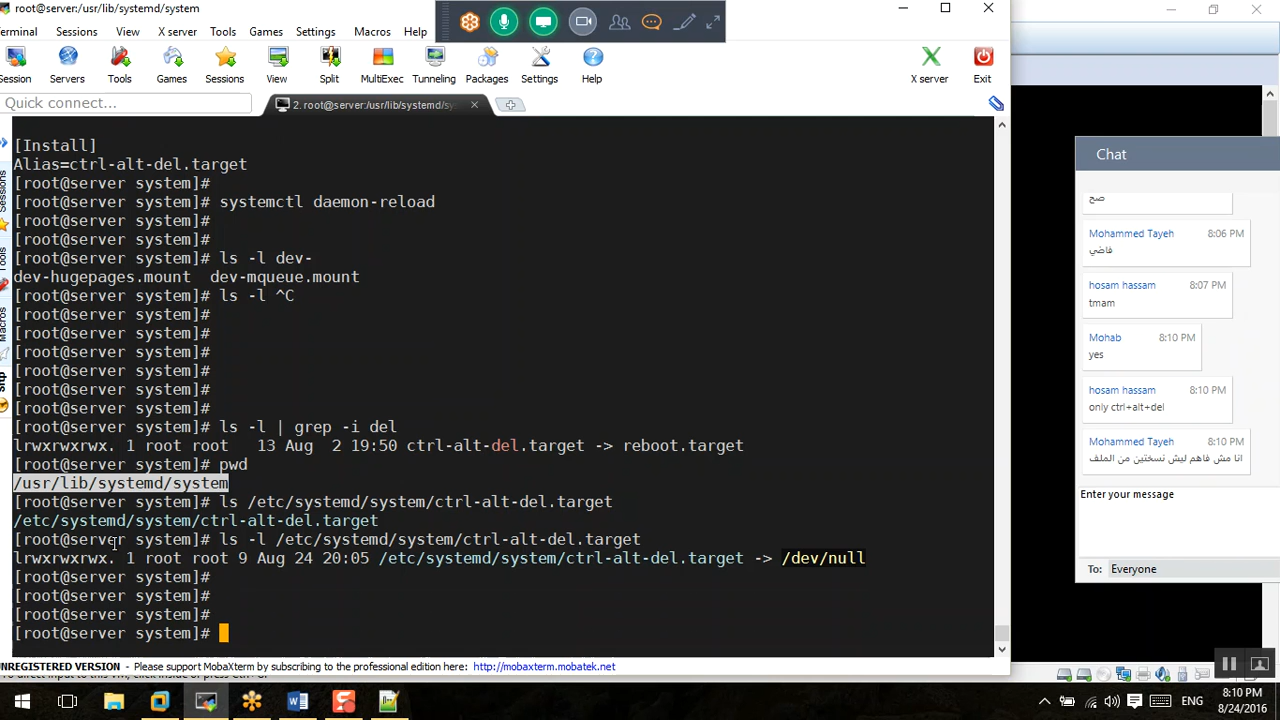 root@server:/usr/lib/systemd/system
Terminal Sessions View X server Tools Games Settings Macros Help
Session Servers Tools Games Sessions View Split MultiExec Tunneling Packages Settings Help X server Exit
Quick connect...
2. root@server:/usr/lib/systemd/sy
Sessions
Tools
Macros
Sftp
[Install]
Alias=ctrl-alt-del.target
[root@server system]#
[root@server system]# systemctl daemon-reload
[root@server system]#
[root@server system]#
[root@server system]# ls -l dev-
dev-hugepages.mount  dev-mqueue.mount
[root@server system]# ls -l ^C
[root@server system]#
[root@server system]#
[root@server system]#
[root@server system]#
[root@server system]#
[root@server system]#
[root@server system]# ls -l | grep -i del
lrwxrwxrwx. 1 root root   13 Aug  2 19:50 ctrl-alt-del.target -> reboot.target
[root@server system]# pwd
/usr/lib/systemd/system
[root@server system]# ls /etc/systemd/system/ctrl-alt-del.target
/etc/systemd/system/ctrl-alt-del.target
[root@server system]# ls -l /etc/systemd/system/ctrl-alt-del.target
lrwxrwxrwx. 1 root root 9 Aug 24 20:05 /etc/systemd/system/ctrl-alt-del.target -> /dev/null
[root@server system]#
[root@server system]#
[root@server system]#
[root@server system]#
UNREGISTERED VERSION - Please support MobaXterm by subscribing to the professional edition here: http://mobaxterm.mobatek.net
Chat
صح
Mohammed Tayeh 8:06 PM
فاضي
hosam hassam 8:07 PM
tmam
Mohab 8:10 PM
yes
hosam hassam 8:10 PM
only ctrl+alt+del
Mohammed Tayeh 8:10 PM
انا مش فاهم ليش نسختين من الملف
Enter your message
To: Everyone
ENG
8:10 PM
8/24/2016